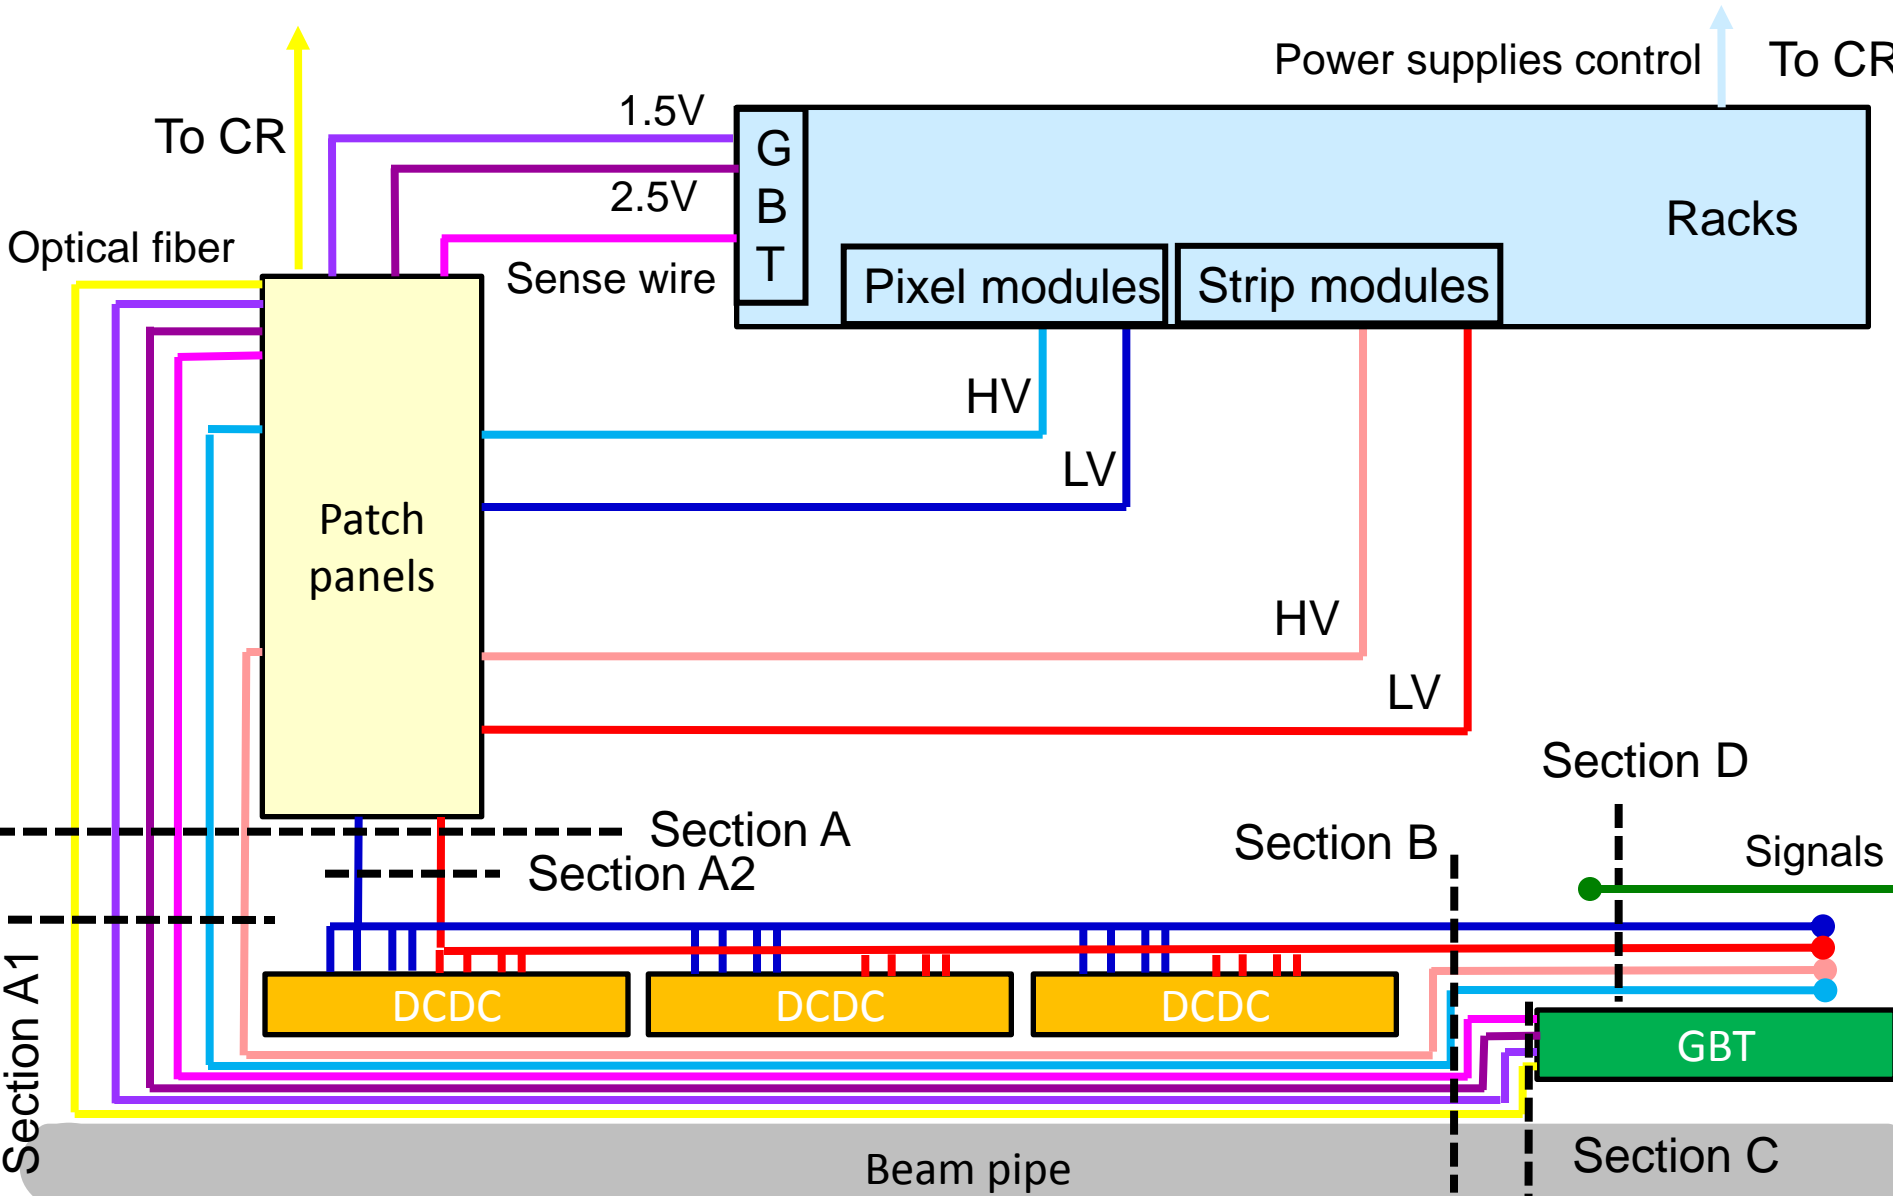 Power supplies control
To CR
To CR
1.5V
2.5V
Sense wire
Optical fiber
G
B
T
Racks
Pixel modules
Strip modules
HV
LV
Patch
panels
HV
LV
Section D
Section A
Section A2
Section B
Signals
Section A1
DCDC
DCDC
DCDC
GBT
Section C
Beam pipe